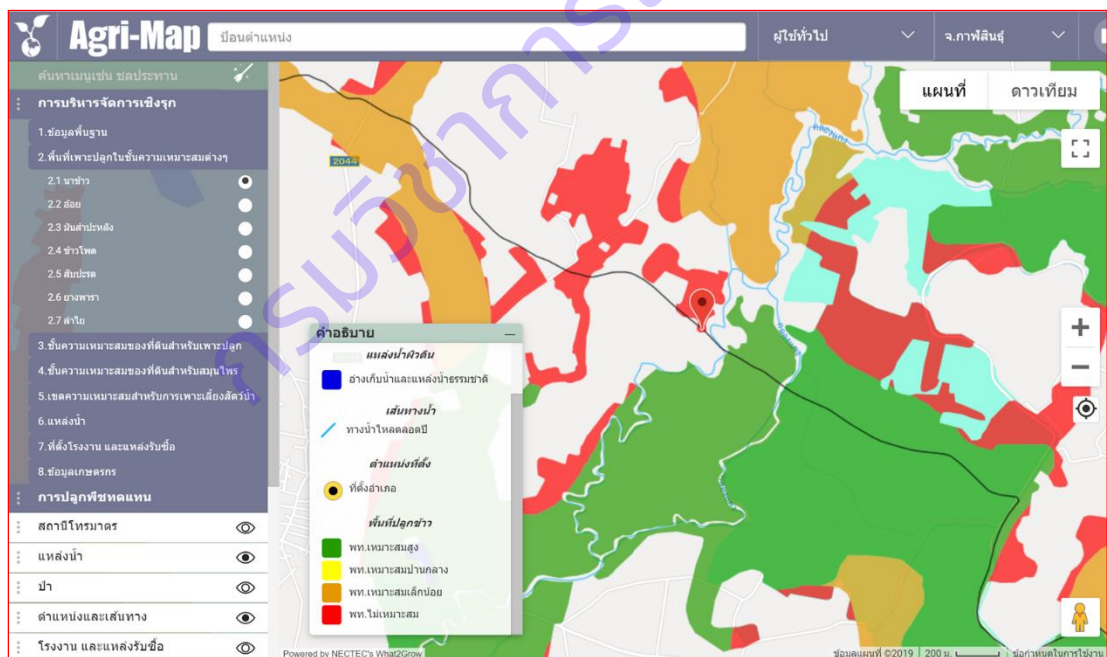 Agri-Map
ป้อนตำแหน่ง
ผู้ใช้ทั่วไป
จ.กาฬสินธุ์
ค้นหาเมนูเช่น ชลประทาน
การบริหารจัดการเชิงรุก
1.ข้อมูลพื้นฐาน
2.พื้นที่เพาะปลูกในชั้นความเหมาะสมต่างๆ
2.1 นาข้าว
2.2 อ้อย
2.3 มันสำปะหลัง
2.4 ข้าวโพด
2.5 สับปะรด
2.6 ยางพารา
2.7 ลำไย
3.ชั้นความเหมาะสมของที่ดินสำหรับเพาะปลูก
4.ชั้นความเหมาะสมของที่ดินสำหรับสมุนไพร
5.เขตความเหมาะสมสำหรับการเพาะเลี้ยงสัตว์น้ำ
6.แหล่งน้ำ
7.ที่ตั้งโรงงาน และแหล่งรับซื้อ
8.ข้อมูลเกษตรกร
การปลูกพืชทดแทน
สถานีโทรมาตร
แหล่งน้ำ
ป่า
ตำแหน่งและเส้นทาง
โรงงาน และแหล่งรับซื้อ
แผนที่
ดาวเทียม
2044
คำอธิบาย
แหล่งน้ำผิวดิน
อ่างเก็บน้ำและแหล่งน้ำธรรมชาติ
เส้นทางน้ำ
ทางน้ำไหลตลอดปี
ตำแหน่งที่ตั้ง
ที่ตั้งอำเภอ
พื้นที่ปลูกข้าว
พท.เหมาะสมสูง
พท.เหมาะสมปานกลาง
พท.เหมาะสมเล็กน้อย
พท.ไม่เหมาะสม
Powered by NECTEC's What2Grow
ข้อมูลแผนที่ ©2019
200 ม.
ข้อกำหนดในการใช้งาน